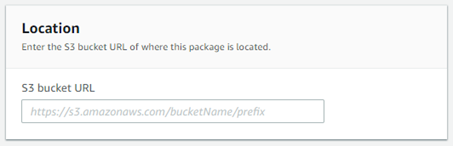 Location
Enter the S3 bucket URL of where this package is located.
S3 bucket URL
https://s3.amazonaws.com/bucketName/prefix